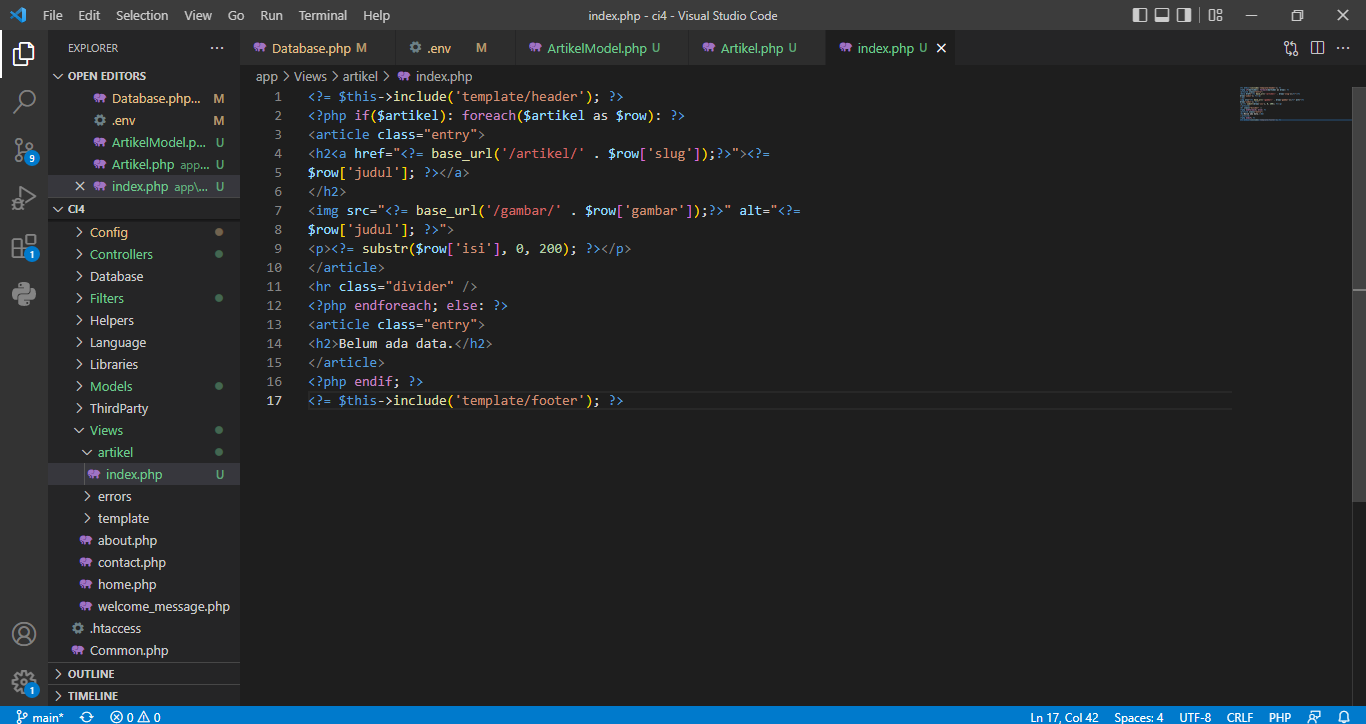 File Edit Selection View Go Run Terminal Help index.php - ci4 - Visual Studio Code
EXPLORER
Database.php M .env M ArtikelModel.php U Artikel.php U index.php U
OPEN EDITORS
Database.php... M
.env M
ArtikelModel.p... U
Artikel.php app... U
index.php app\... U
CI4
Config
Controllers
Database
Filters
Helpers
Language
Libraries
Models
ThirdParty
Views
artikel
index.php U
errors
template
about.php
contact.php
home.php
welcome_message.php
.htaccess
Common.php
OUTLINE
TIMELINE
9
1
1
app > Views > artikel > index.php
1 <?= $this->include('template/header'); ?>
2 <?php if($artikel): foreach($artikel as $row): ?>
3 <article class="entry">
4 <h2><a href="<?= base_url('/artikel/' . $row['slug']);?>"><?=
5 $row['judul']; ?></a>
6 </h2>
7 <img src="<?= base_url('/gambar/' . $row['gambar']);?>" alt="<?=
8 $row['judul']; ?>">
9 <p><?= substr($row['isi'], 0, 200); ?></p>
10 </article>
11 <hr class="divider" />
12 <?php endforeach; else: ?>
13 <article class="entry">
14 <h2>Belum ada data.</h2>
15 </article>
16 <?php endif; ?>
17 <?= $this->include('template/footer'); ?>
main* 0 0 Ln 17, Col 42 Spaces: 4 UTF-8 CRLF PHP